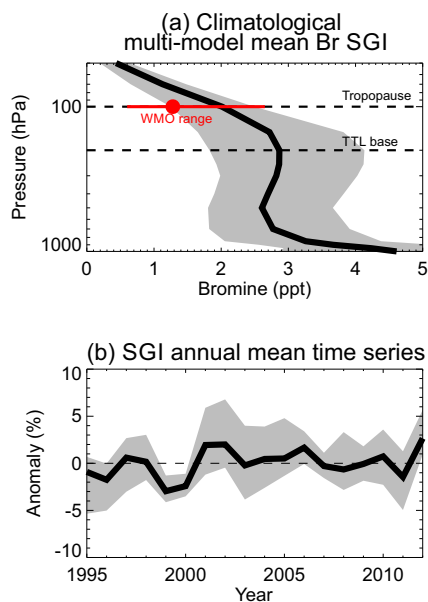 (a) Climatological
multi-model mean Br SGI
Pressure (hPa)
100
1000
Tropopause
WMO range
TTL base
0 1 2 3 4 5
Bromine (ppt)
(b) SGI annual mean time series
Anomaly (%)
10
5
0
-5
-10
1995 2000 2005 2010
Year